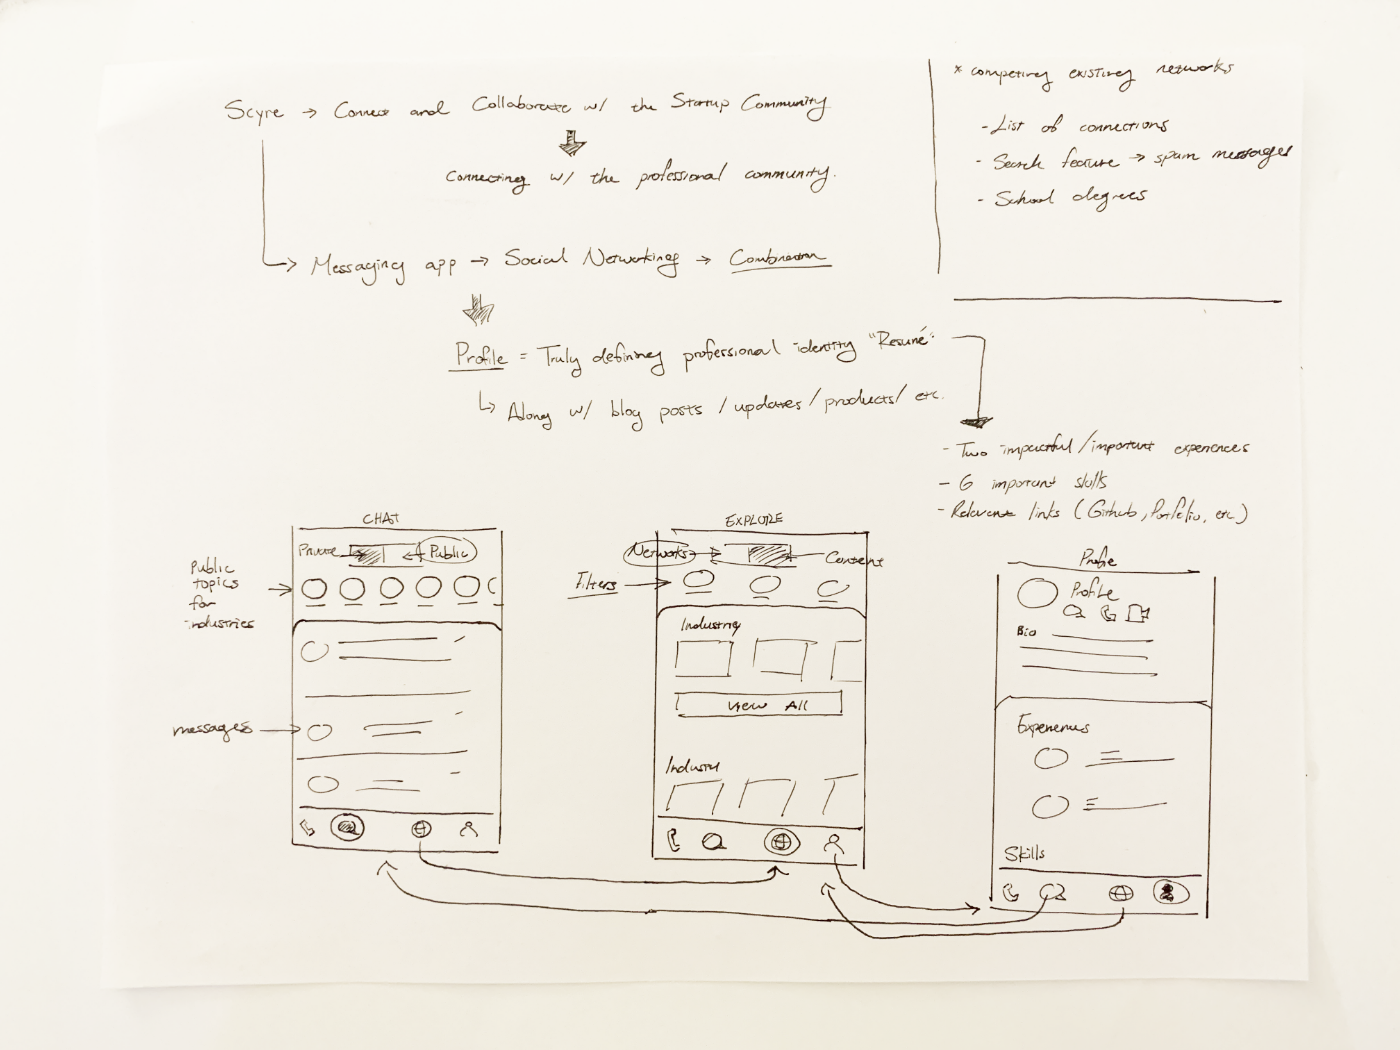 Scyre → Connect and Collaborate w/ the Startup Community
Connecting w/ the professional community.
→ Messaging app → Social Networking → Combination
Profile = Truly defining professional identity "Resumé"
↳ Along w/ blog posts / updates / products / etc.
* competing existing networks
- List of connections
- Search feature → spam messages
- School degrees
- Two impactful/important experiences
- 6 important skills
- Relevant links (Github, Portfolio, etc)
CHAT
Private
Public
Public
topics
for
industries
messages
EXPLORE
Networks
Content
Filters
Industry
View All
Industry
Profile
Profile
Bio
Experiences
Skills